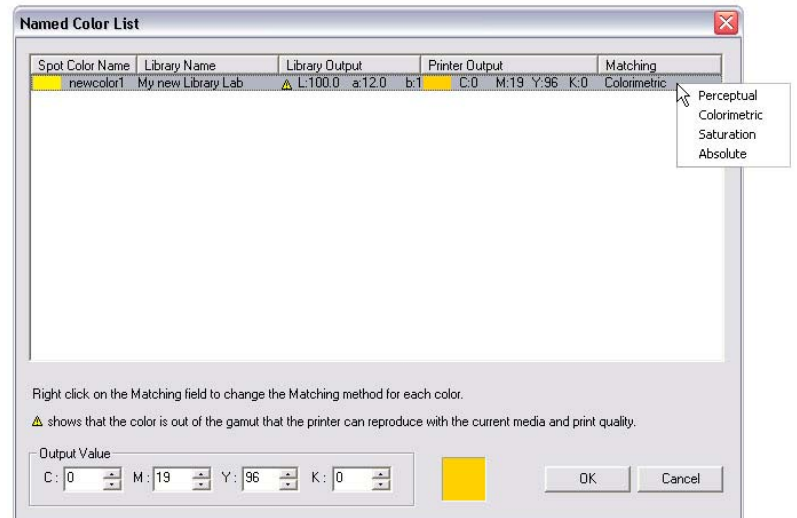 Named Color List
Spot Color Name Library Name Library Output Printer Output Matching
newcolor1 My new Library Lab L:100.0 a:12.0 b:1 C:0 M:19 Y:96 K:0 Colorimetric
Perceptual
Colorimetric
Saturation
Absolute
Right click on the Matching field to change the Matching method for each color.
shows that the color is out of the gamut that the printer can reproduce with the current media and print quality.
Output Value
C: 0 M: 19 Y: 96 K: 0 OK Cancel